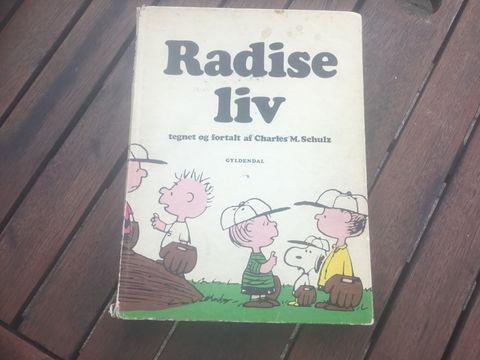 Radise
liv
tegnet og fortalt af Charles M. Schulz
GYLDENDAL